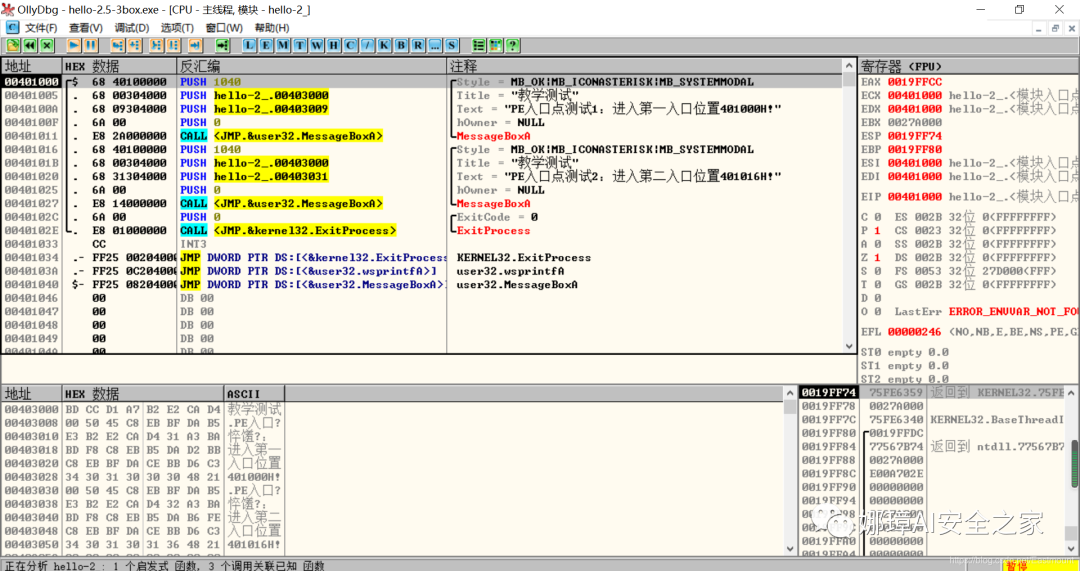 OllyDbg - hello-2.5-3box.exe - [CPU - 主线程, 模块 - hello-2_]
文件(F) 查看(V) 调试(D) 选项(T) 窗口(W) 帮助(H)
L E M T W H C / K B R ... S ?
地址 HEX 数据 反汇编 注释
00401000 ┌$ 68 40100000 PUSH 1040 ┌Style = MB_OK|MB_ICONASTERISK|MB_SYSTEMMODAL
00401005 . 68 00304000 PUSH hello-2_.00403000 Title = "教学测试"
0040100A . 68 09304000 PUSH hello-2_.00403009 Text = "PE入口点测试1：进入第一入口位置401000H!"
0040100F . 6A 00 PUSH 0 hOwner = NULL
00401011 . E8 2A000000 CALL <JMP.&user32.MessageBoxA> └MessageBoxA
00401016 . 68 40100000 PUSH 1040 ┌Style = MB_OK|MB_ICONASTERISK|MB_SYSTEMMODAL
0040101B . 68 00304000 PUSH hello-2_.00403000 Title = "教学测试"
00401020 . 68 31304000 PUSH hello-2_.00403031 Text = "PE入口点测试2：进入第二入口位置401016H!"
00401025 . 6A 00 PUSH 0 hOwner = NULL
00401027 . E8 14000000 CALL <JMP.&user32.MessageBoxA> └MessageBoxA
0040102C . 6A 00 PUSH 0 ┌ExitCode = 0
0040102E └. E8 01000000 CALL <JMP.&kernel32.ExitProcess> └ExitProcess
00401033 CC INT3
00401034 .- FF25 00204000 JMP DWORD PTR DS:[<&kernel32.ExitProcess KERNEL32.ExitProcess
0040103A .- FF25 0C204000 JMP DWORD PTR DS:[<&user32.wsprintfA>] user32.wsprintfA
00401040 $- FF25 08204000 JMP DWORD PTR DS:[<&user32.MessageBoxA> user32.MessageBoxA
00401046 00 DB 00
00401047 00 DB 00
00401048 00 DB 00
00401049 00 DB 00
0040104A 00 DB 00
寄存器 (FPU)
EAX 0019FFCC
ECX 00401000 hello-2_.<模块入口点
EDX 00401000 hello-2_.<模块入口点
EBX 0027A000
ESP 0019FF74
EBP 0019FF80
ESI 00401000 hello-2_.<模块入口点
EDI 00401000 hello-2_.<模块入口点
EIP 00401000 hello-2_.<模块入口点
C 0 ES 002B 32位 0(FFFFFFFF)
P 1 CS 0023 32位 0(FFFFFFFF)
A 0 SS 002B 32位 0(FFFFFFFF)
Z 1 DS 002B 32位 0(FFFFFFFF)
S 0 FS 0053 32位 27D000(FFF)
T 0 GS 002B 32位 0(FFFFFFFF)
D 0
O 0 LastErr ERROR_ENVVAR_NOT_FOU
EFL 00000246 (NO,NB,E,BE,NS,PE,G
ST0 empty 0.0
ST1 empty 0.0
ST2 empty 0.0
地址 HEX 数据 ASCII
00403000 BD CC D1 A7 B2 E2 CA D4 教学测试
00403008 00 50 45 C8 EB BF DA B5 .PE入口?
00403010 E3 B2 E2 CA D4 31 A3 BA 悴馐?：
00403018 BD F8 C8 EB B5 DA D2 BB 进入第一
00403020 C8 EB BF DA CE BB D6 C3 入口位置
00403028 34 30 31 30 30 30 48 21 401000H!
00403030 00 50 45 C8 EB BF DA B5 .PE入口?
00403038 E3 B2 E2 CA D4 32 A3 BA 悴馐?：
00403040 BD F8 C8 EB B5 DA B6 FE 进入第二
00403048 C8 EB BF DA CE BB D6 C3 入口位置
00403050 34 30 31 30 31 36 48 21 401016H!
0019FF74 75FE6359 返回到 KERNEL32.75FE
0019FF78 0027A000
0019FF7C 75FE6340 KERNEL32.BaseThreadI
0019FF80 ┌0019FFDC
0019FF84 77567B74 返回到 ntdll.77567B7
0019FF88 0027A000
0019FF8C E00A702E
0019FF90 00000000
0019FF94 00000000
0019FF98 00000000
0019FF9C 00000000
0019FFA0 00000000
0019FFA4 00000000
娜璋AI安全之家
正在分析 hello-2_: 1 个启发式 函数, 3 个调用关联已知 函数
暂停